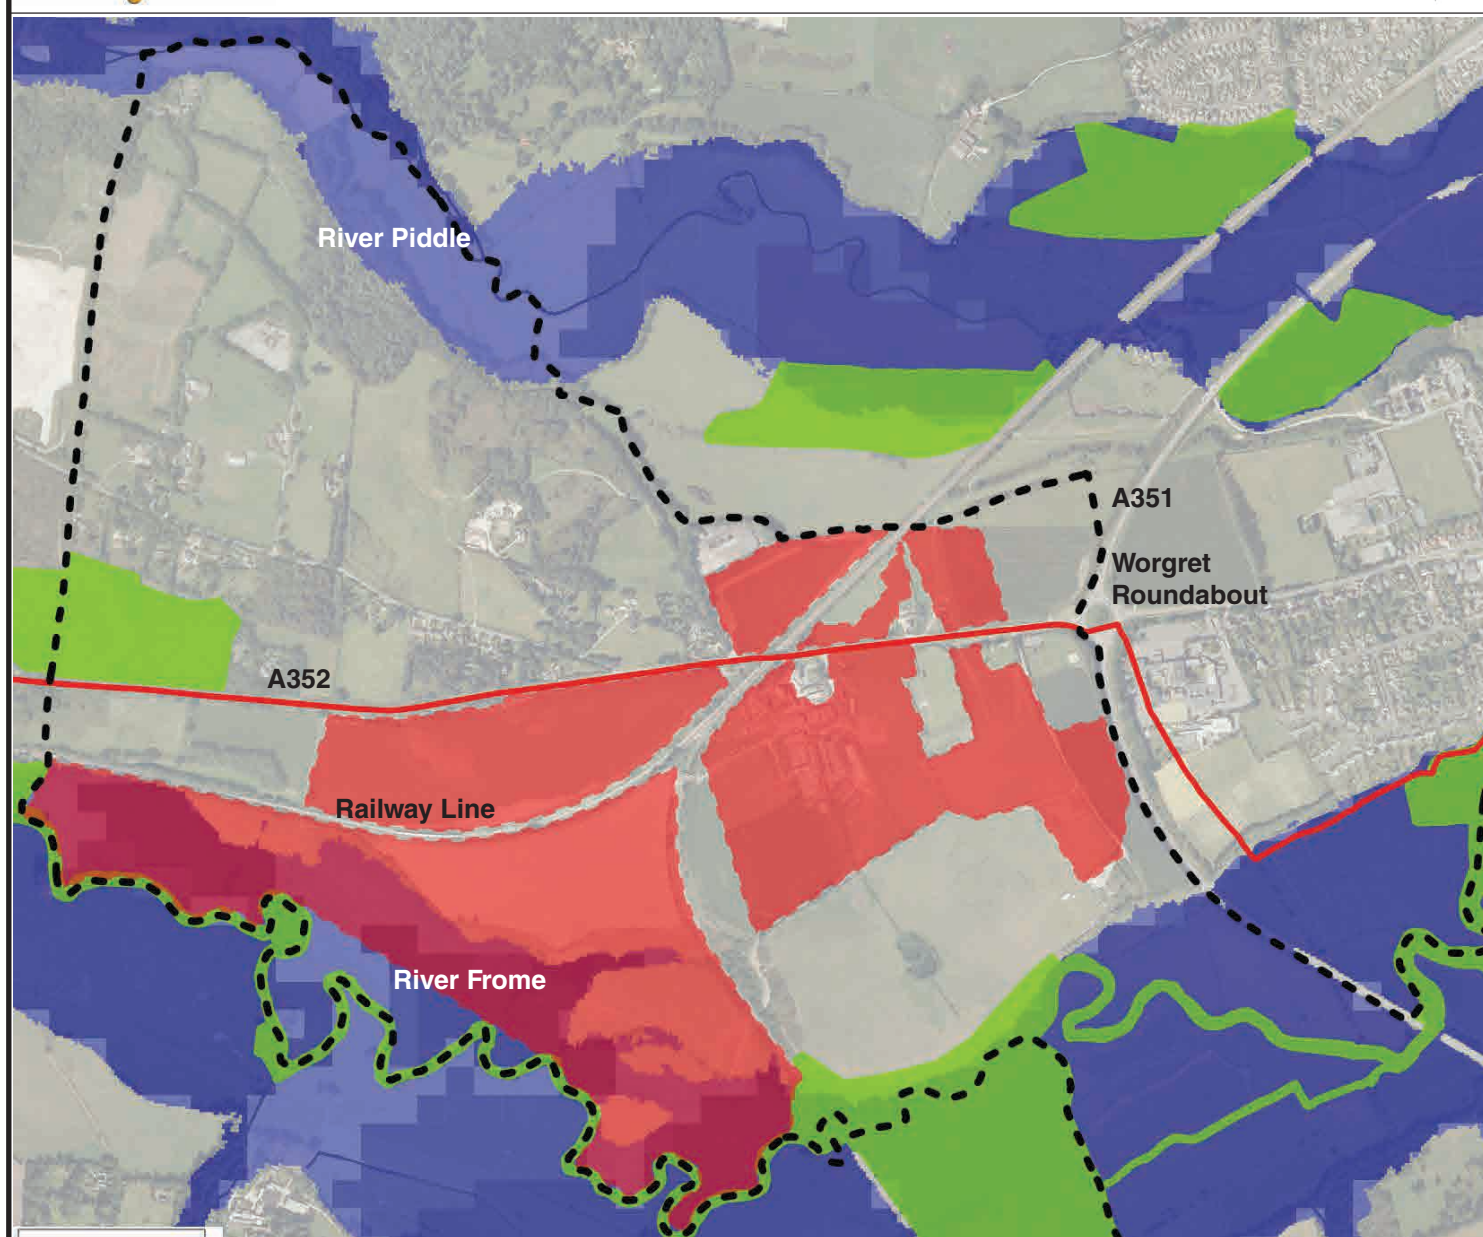 River Piddle
A351
Worgret
Roundabout
A352
Railway Line
River Frome